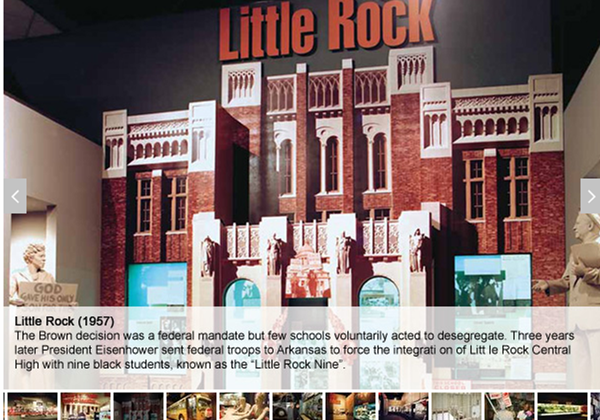 Little Rock
GOD
GAVE HIS ONLY
Little Rock (1957)
The Brown decision was a federal mandate but few schools voluntarily acted to desegregate. Three years
later President Eisenhower sent federal troops to Arkansas to force the integrati on of Litt le Rock Central
High with nine black students, known as the “Little Rock Nine”.